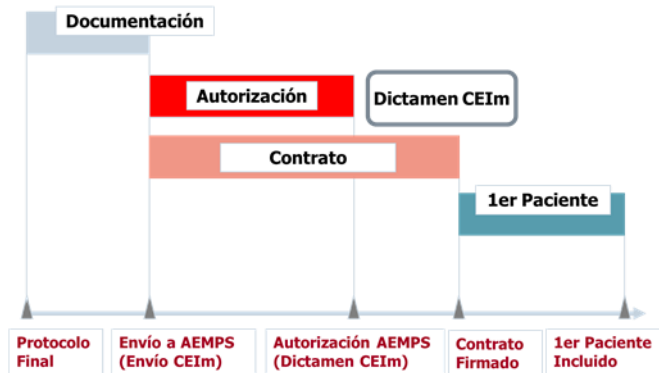 Documentación
Autorización
Dictamen CEIm
Contrato
1er Paciente
Protocolo
Final
Envío a AEMPS
(Envío CEIm)
Autorización AEMPS
(Dictamen CEIm)
Contrato
Firmado
1er Paciente
Incluido